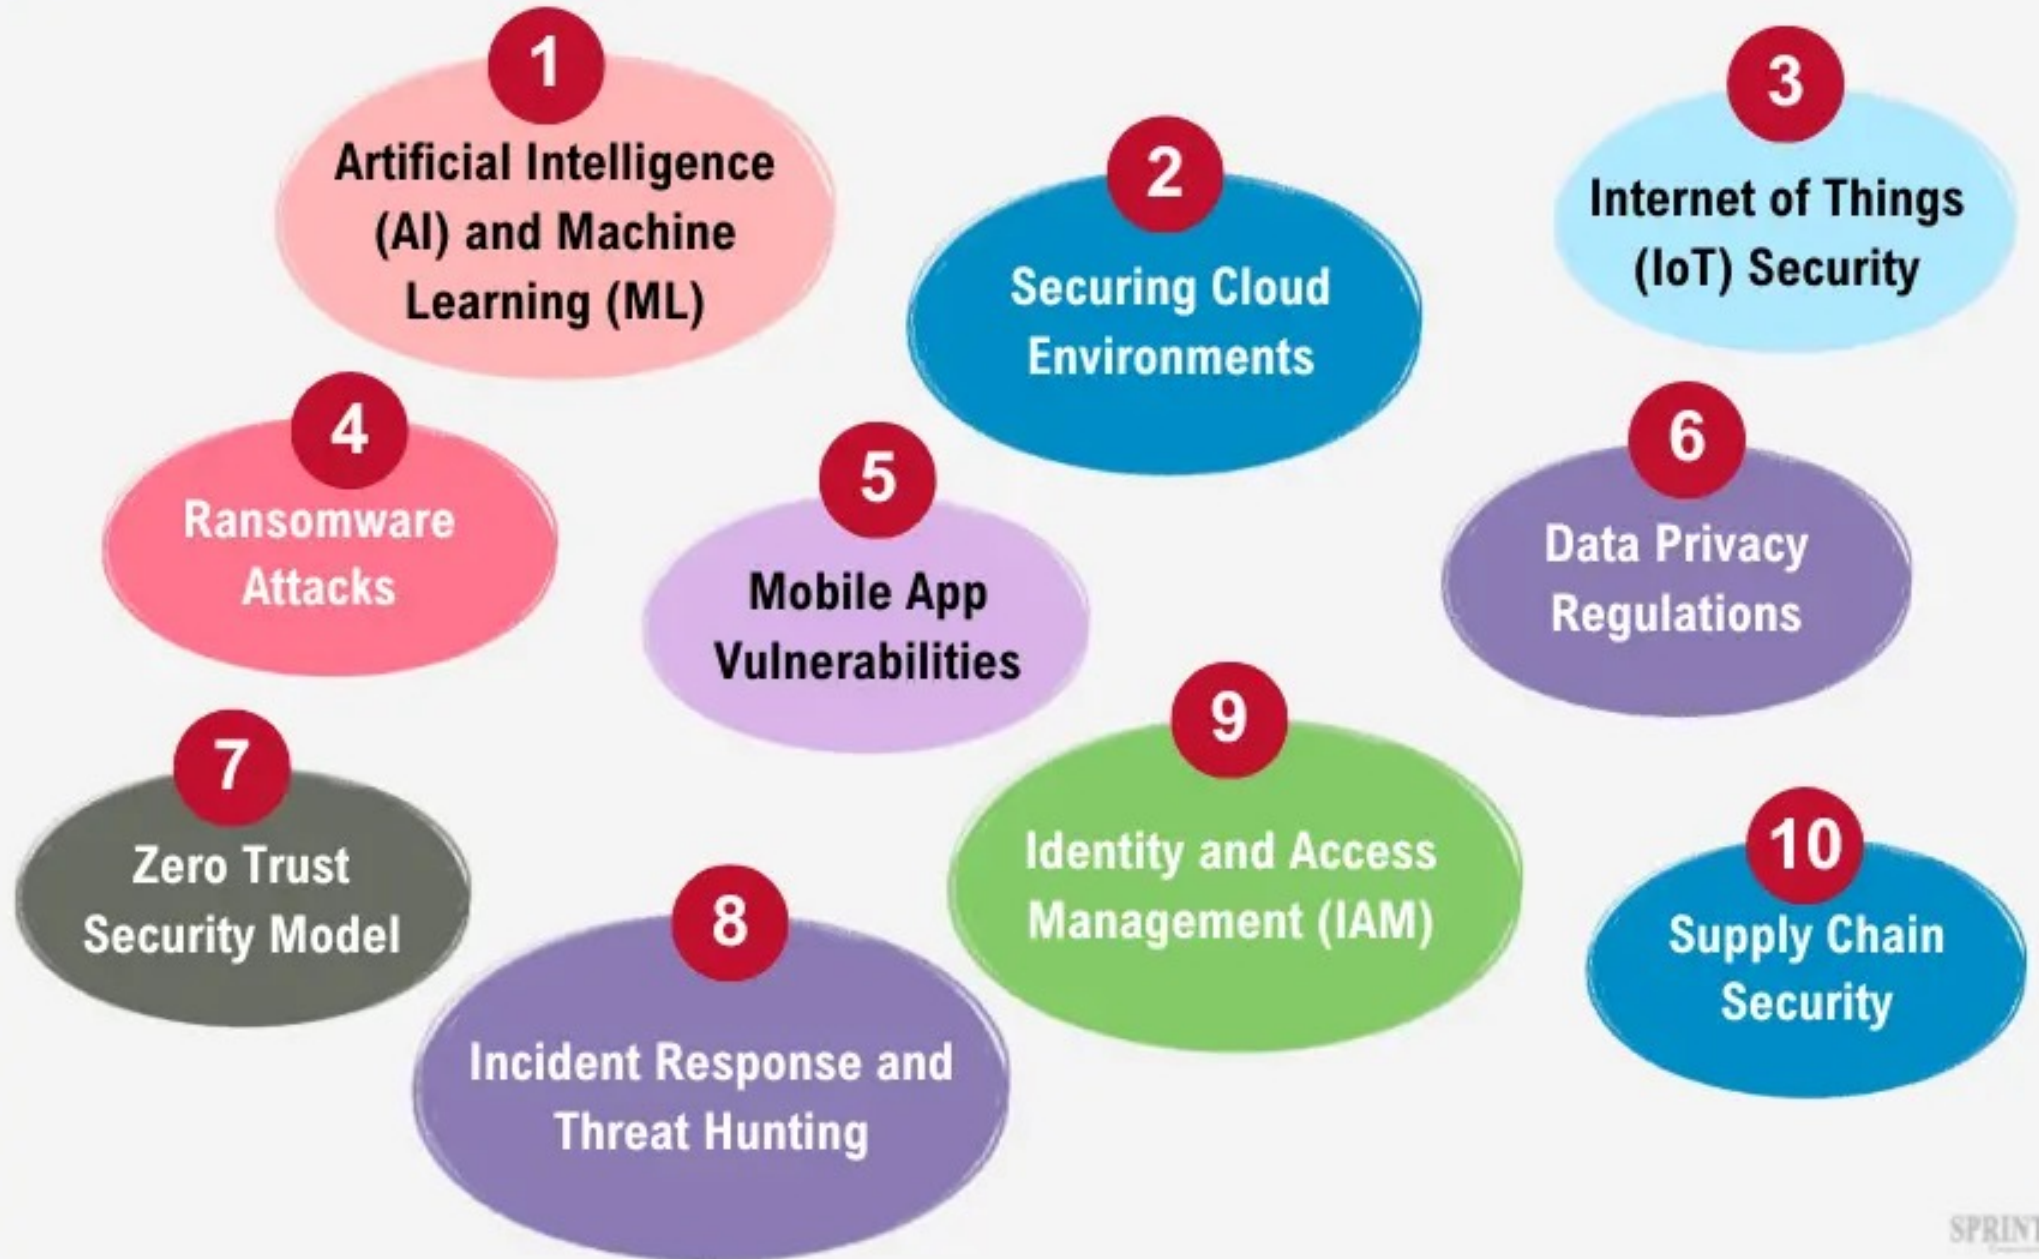 1
Artificial Intelligence
(AI) and Machine
Learning (ML)
2
Securing Cloud
Environments
3
Internet of Things
(IoT) Security
4
Ransomware
Attacks
5
Mobile App
Vulnerabilities
6
Data Privacy
Regulations
7
Zero Trust
Security Model
8
Incident Response and
Threat Hunting
9
Identity and Access
Management (IAM)
10
Supply Chain
Security
SPRINT